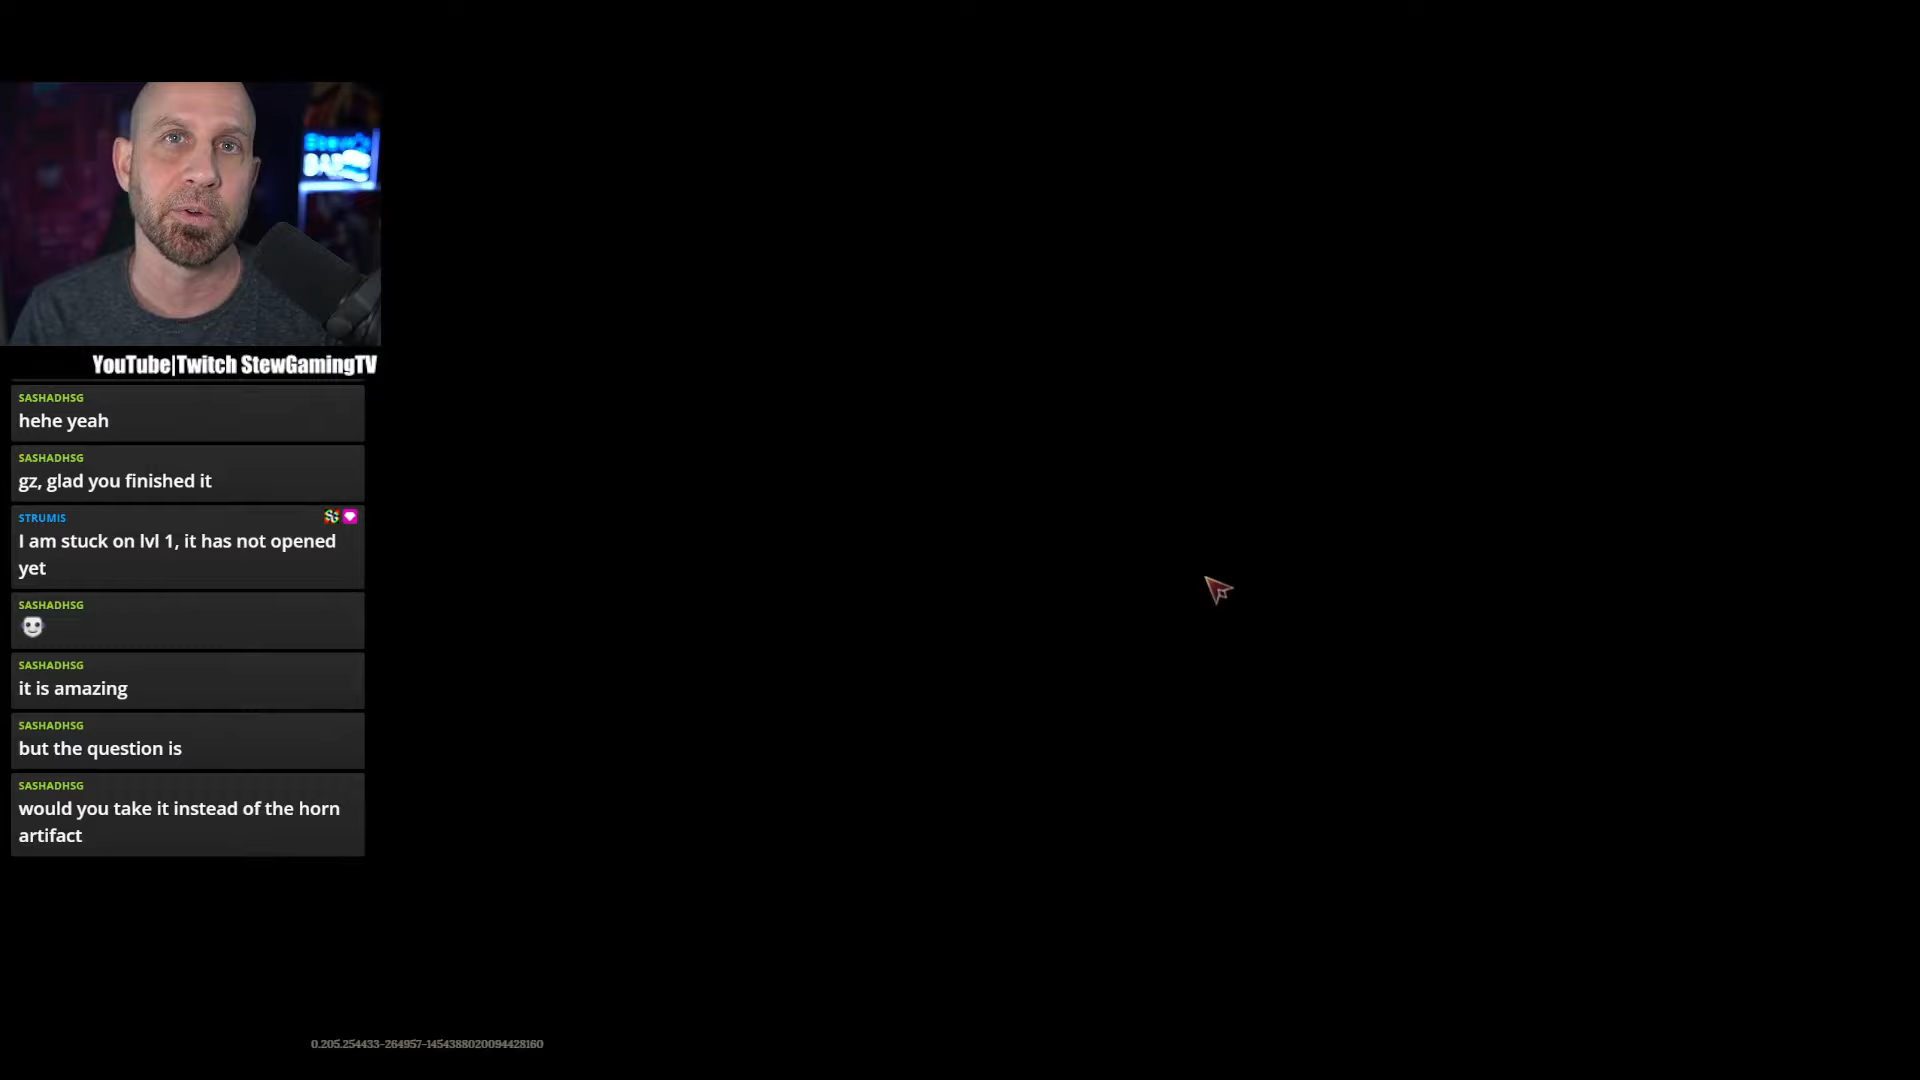 YouTube|Twitch StewGamingTV
SASHADHSG
hehe yeah
SASHADHSG
gz, glad you finished it
STRUMIS
I am stuck on lvl 1, it has not opened
yet
SASHADHSG
SASHADHSG
it is amazing
SASHADHSG
but the question is
SASHADHSG
would you take it instead of the horn
artifact
0.205.254433-264957-1454388020094428160